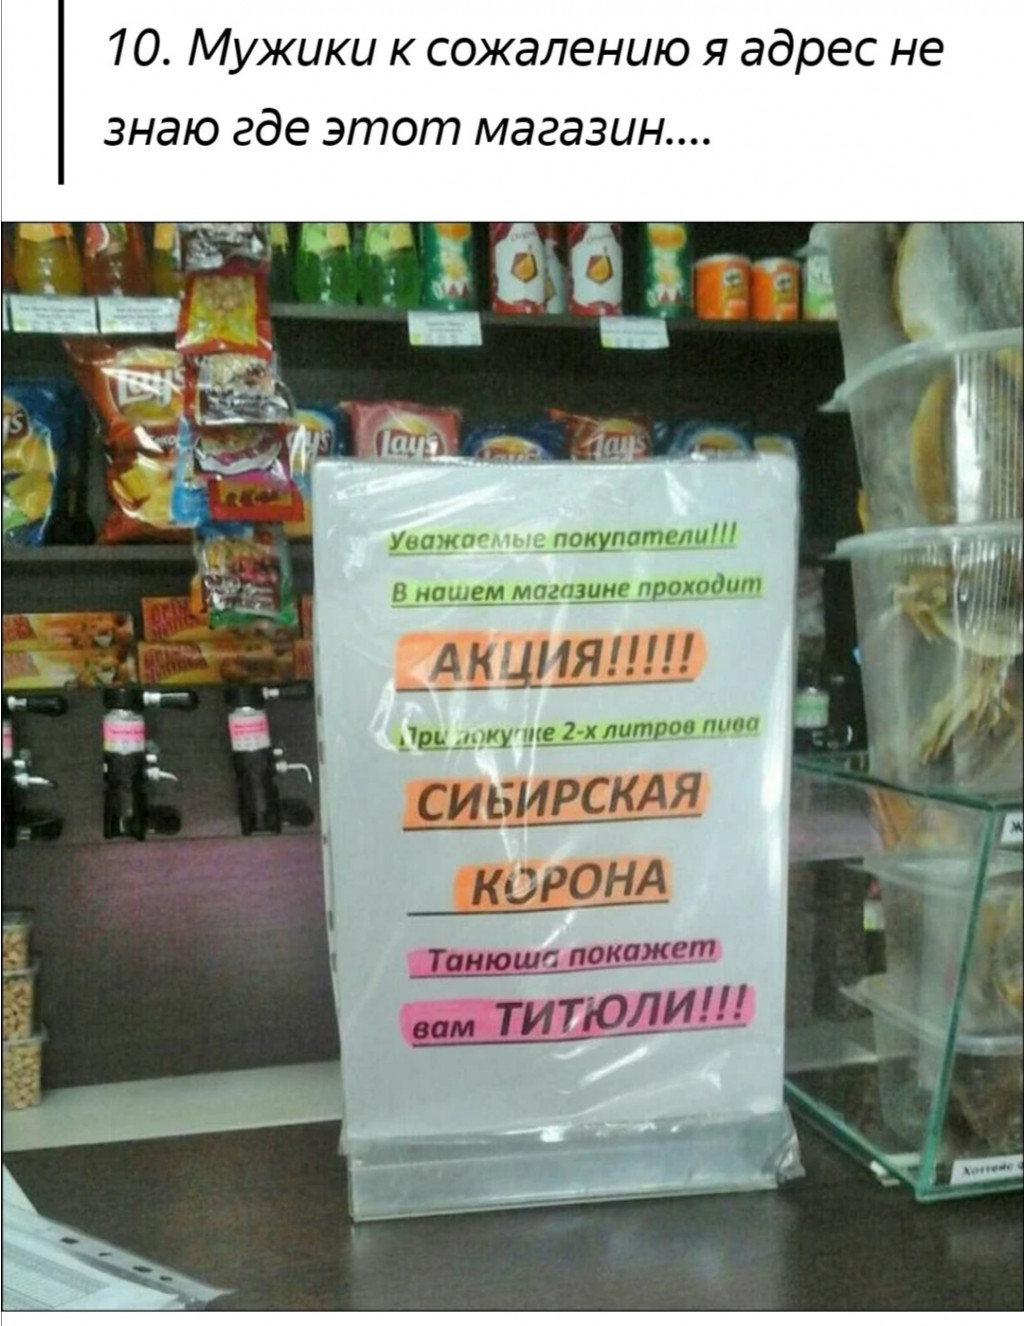 10. Мужики к сожалению я адрес не
знаю где этот магазин....
Lay's
Lay's
Lay's
Уважаемые покупатели!!!
В нашем магазине проходит
АКЦИЯ!!!!!
При покупке 2-х литров пива
СИБИРСКАЯ
КОРОНА
Танюша покажет
вам ТИТЮЛИ!!!